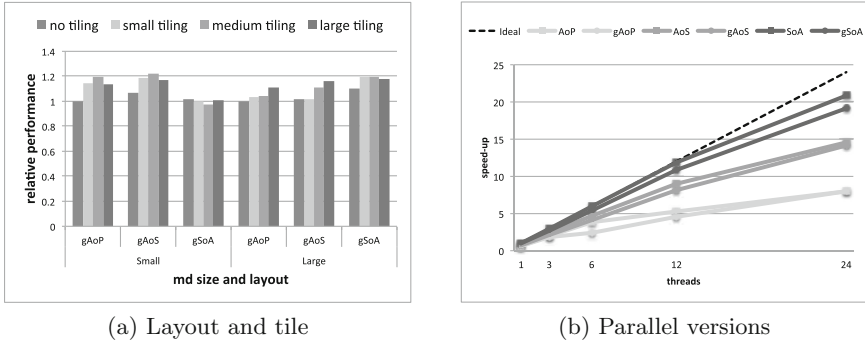 no tiling small tiling medium tiling large tiling
1.4
1.2
1
0.8
0.6
0.4
0.2
0
relative performance
gAoP gAoS gSoA gAoP gAoS gSoA
Small Large
md size and layout
(a) Layout and tile
Ideal AoP gAoP AoS gAoS SoA gSoA
25
20
15
10
5
0
speed-up
1 3 6 12 24
threads
(b) Parallel versions